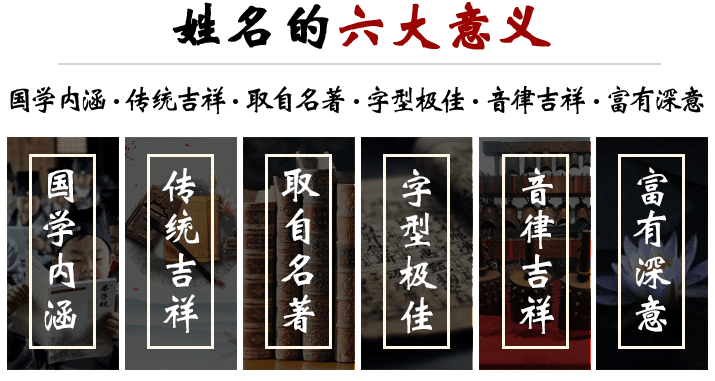 姓名的六大意义
国学内涵·传统吉祥·取自名著·字型极佳·音律吉祥·富有深意
国学内涵
传统吉祥
取自名著
字型极佳
音律吉祥
富有深意